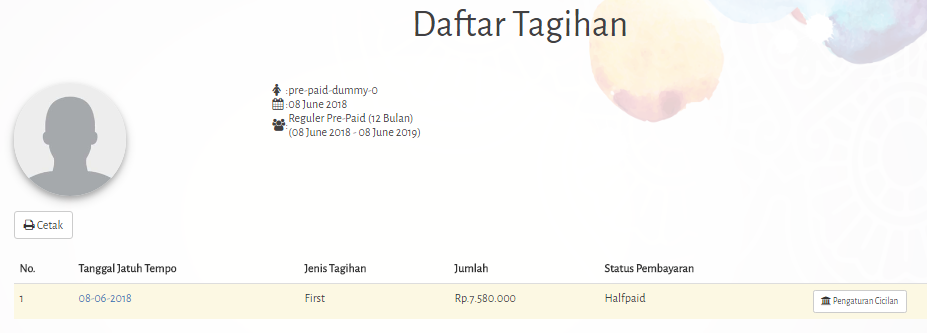 Daftar Tagihan
: pre-paid-dummy-0
: 08 June 2018
: Reguler Pre-Paid (12 Bulan)
(08 June 2018 - 08 June 2019)
Cetak
No. Tanggal Jatuh Tempo Jenis Tagihan Jumlah Status Pembayaran
1 08-06-2018 First Rp.7.580.000 Halfpaid Pengaturan Cicilan